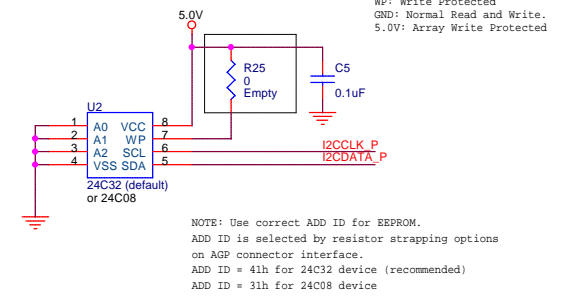 WP: Write Protected
GND: Normal Read and Write.
5.0V: Array Write Protected
5.0V
R25
0
Empty
C5
0.1uF
U2
1 A0 VCC 8
2 A1 WP 7
3 A2 SCL 6
4 VSS SDA 5
I2CCLK_P
I2CDATA_P
24C32 (default)
or 24C08
NOTE: Use correct ADD ID for EEPROM.
ADD ID is selected by resistor strapping options
on AGP connector interface.
ADD ID = 41h for 24C32 device (recommended)
ADD ID = 31h for 24C08 device